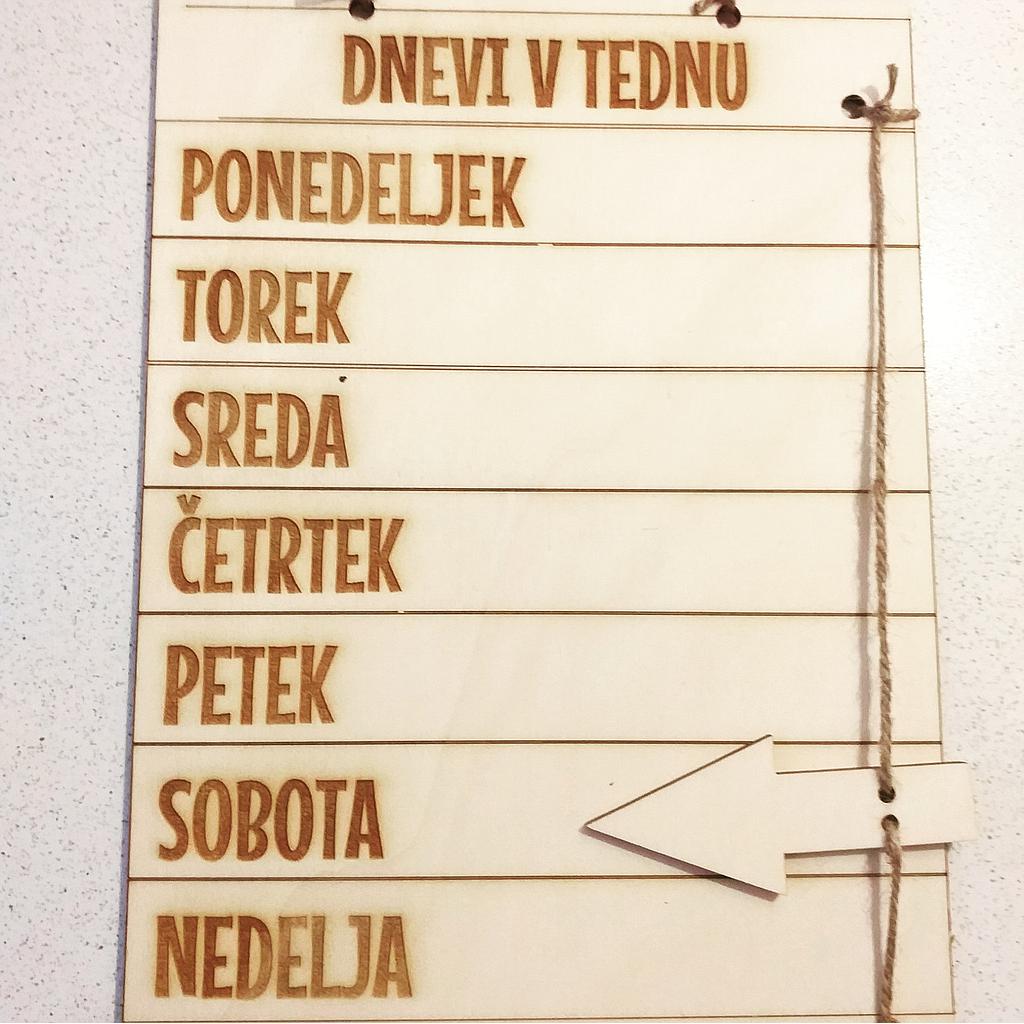 DNEVI V TEDNU
PONEDELJEK
TOREK
SREDA
ČETRTEK
PETEK
SOBOTA
NEDELJA